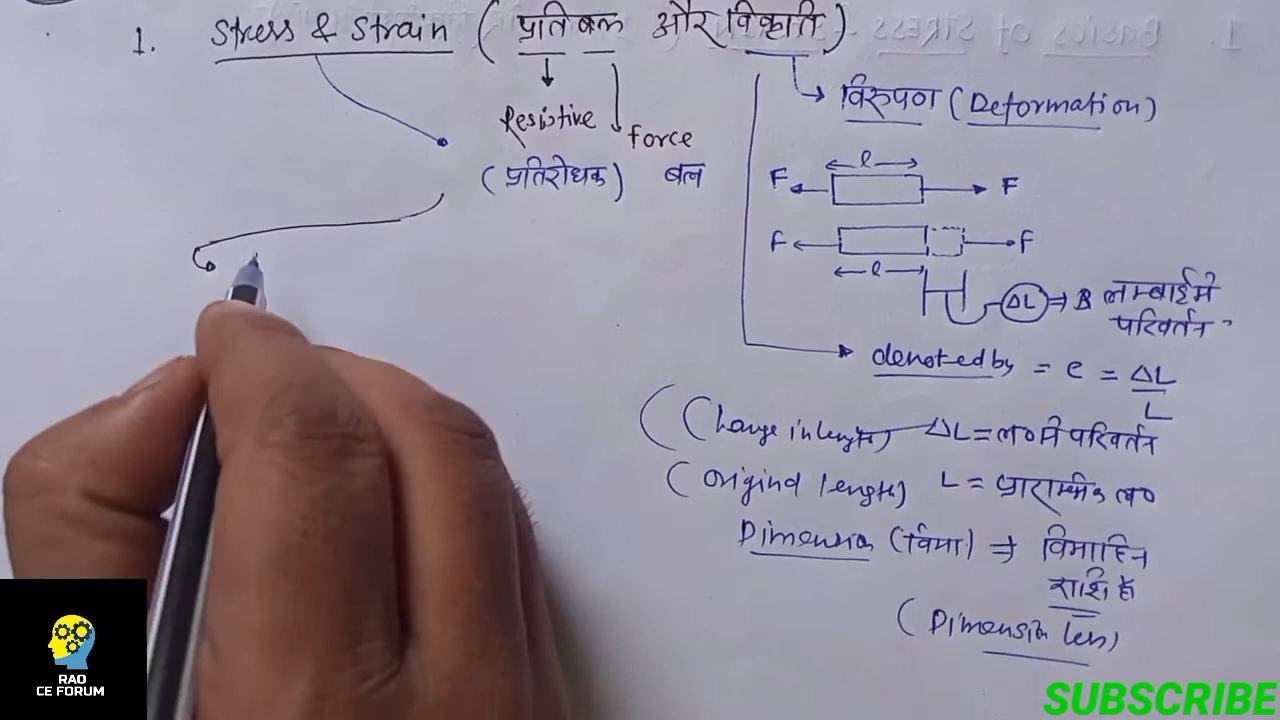 1. Stress & Strain ( प्रतिबल और विकृति )
Resistive
force
(प्रतिरोधक) बल
विरुपण (Deformation)
l
F F
F F
l
ΔL ⇒ लम्बाई में
परिवर्तन
denoted by = e = ΔL
L
(Change in length) ΔL = ल० में परिवर्तन
(Original length) L = प्रारम्भिक ल०
Dimension (विमा) ⇒ विमाहिन
राशि है
(Dimension less)
RAO
CE FORUM
SUBSCRIBE